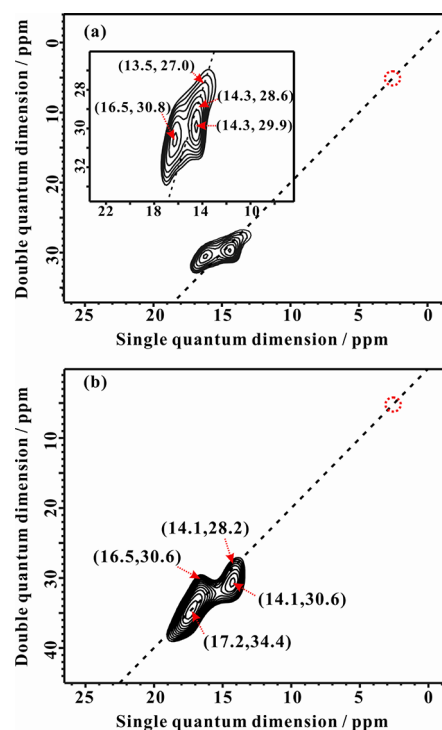 (a)
(13.5, 27.0)
(16.5, 30.8)
(14.3, 28.6)
(14.3, 29.9)
28
30
32
22 18 14 10
0
10
20
30
Double quantum dimension / ppm
25 20 15 10 5 0
Single quantum dimension / ppm
(b)
(14.1,28.2)
(16.5,30.6)
(14.1,30.6)
(17.2,34.4)
10
20
30
40
Double quantum dimension / ppm
25 20 15 10 5 0
Single quantum dimension / ppm